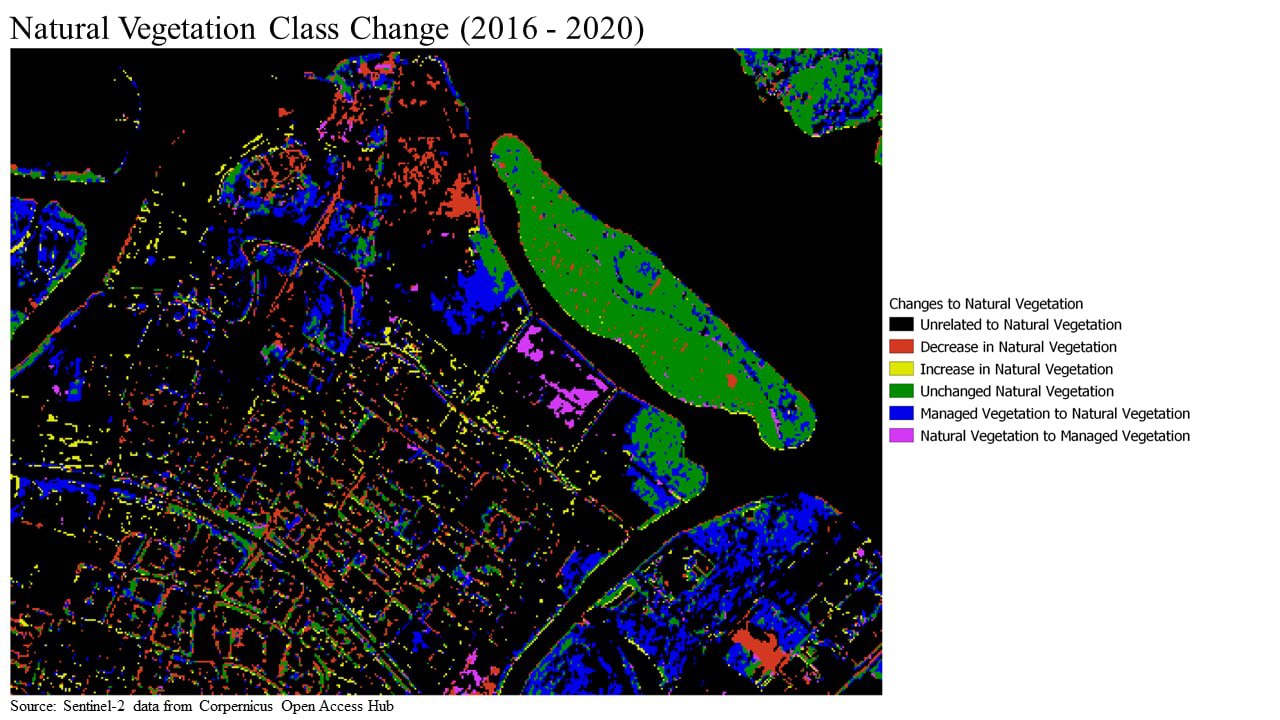 Natural Vegetation Class Change (2016 - 2020)
Changes to Natural Vegetation
Unrelated to Natural Vegetation
Decrease in Natural Vegetation
Increase in Natural Vegetation
Unchanged Natural Vegetation
Managed Vegetation to Natural Vegetation
Natural Vegetation to Managed Vegetation
Source: Sentinel-2 data from Corpernicus Open Access Hub